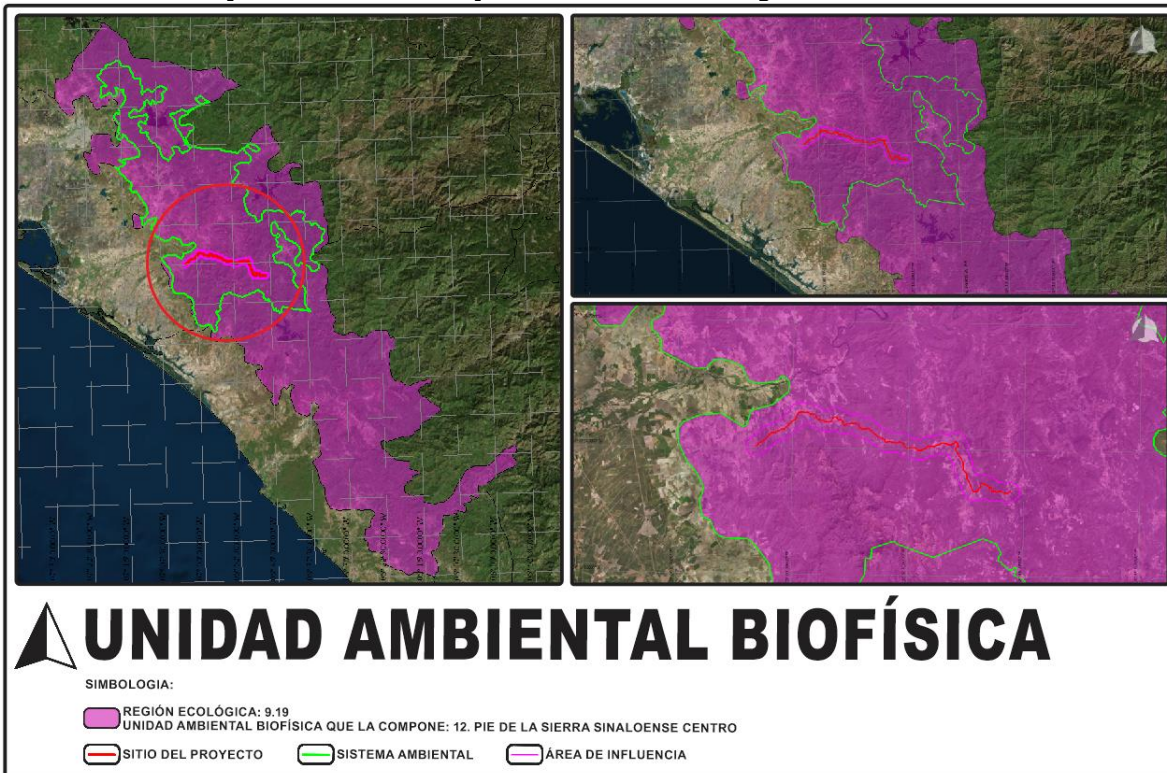 UNIDAD AMBIENTAL BIOFÍSICA
SIMBOLOGIA:
REGIÓN ECOLÓGICA: 9.19
UNIDAD AMBIENTAL BIOFÍSICA QUE LA COMPONE: 12. PIE DE LA SIERRA SINALOENSE CENTRO
SITIO DEL PROYECTO
SISTEMA AMBIENTAL
ÁREA DE INFLUENCIA